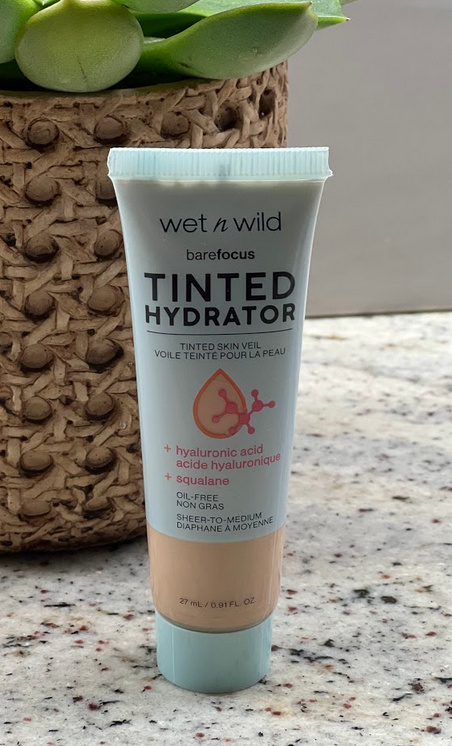 wet n wild
barefocus
TINTED
HYDRATOR
TINTED SKIN VEIL
VOILE TEINTÉ POUR LA PEAU
+ hyaluronic acid
acide hyaluronique
+ squalane
OIL-FREE
NON GRAS
SHEER-TO-MEDIUM
DIAPHANE À MOYENNE
27 mL / 0.91 FL. OZ.